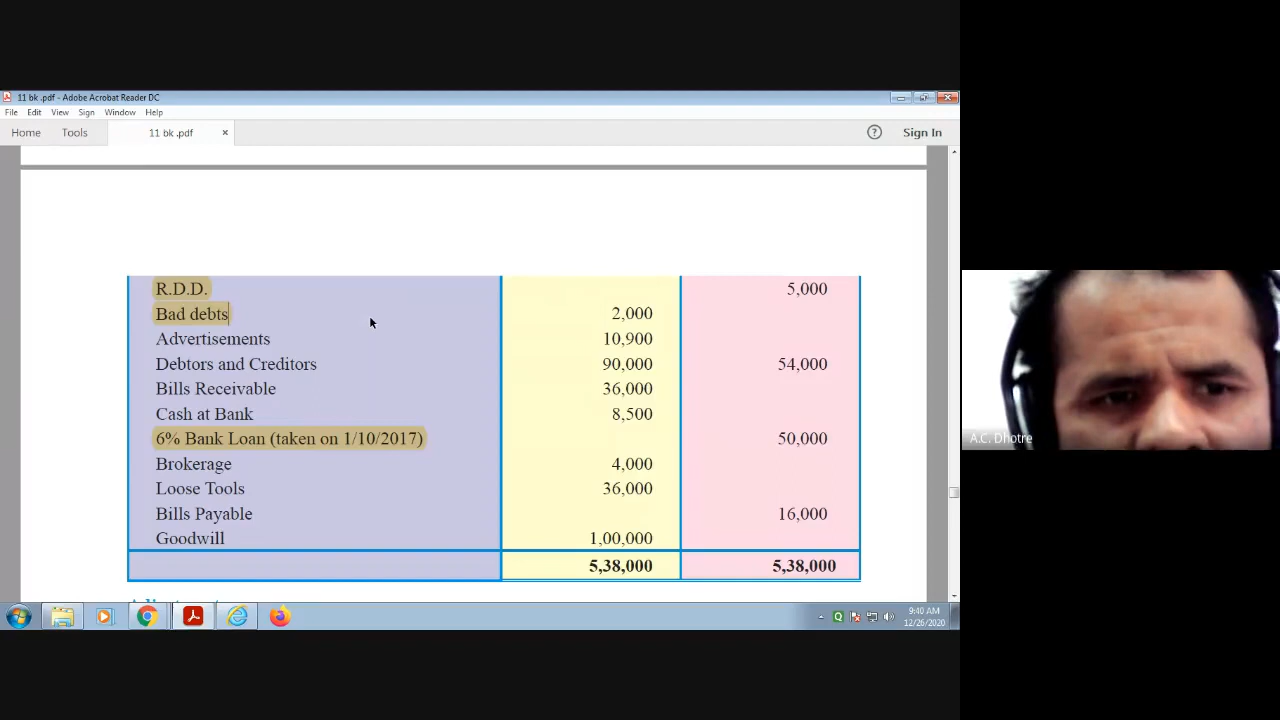 11 bk .pdf - Adobe Acrobat Reader DC
File Edit View Sign Window Help
Home Tools 11 bk .pdf × ? Sign In
R.D.D. 5,000
Bad debts 2,000
Advertisements 10,900
Debtors and Creditors 90,000 54,000
Bills Receivable 36,000
Cash at Bank 8,500
6% Bank Loan (taken on 1/10/2017) 50,000
Brokerage 4,000
Loose Tools 36,000
Bills Payable 16,000
Goodwill 1,00,000
5,38,000 5,38,000
A.C. Dhotre
9:40 AM
12/26/2020